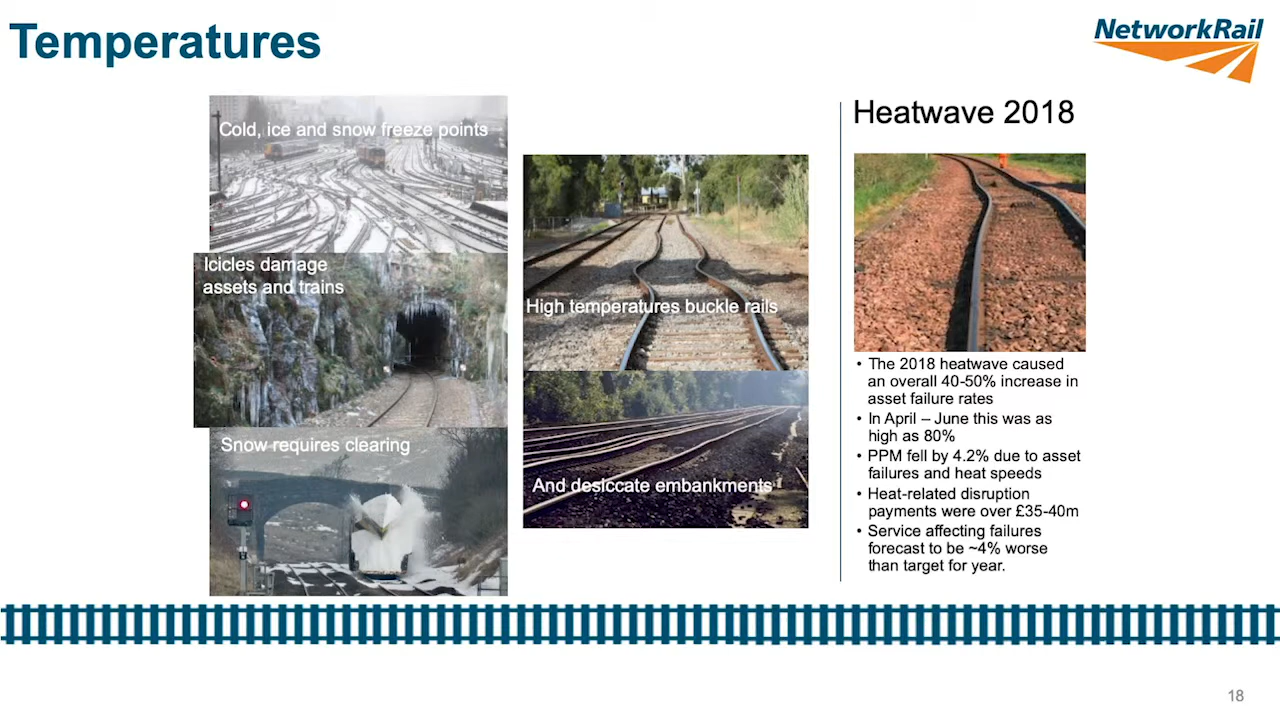 Temperatures
NetworkRail
Cold, ice and snow freeze points
Icicles damage
assets and trains
Snow requires clearing
High temperatures buckle rails
And desiccate embankments
Heatwave 2018
• The 2018 heatwave caused
an overall 40-50% increase in
asset failure rates
• In April – June this was as
high as 80%
• PPM fell by 4.2% due to asset
failures and heat speeds
• Heat-related disruption
payments were over £35-40m
• Service affecting failures
forecast to be ~4% worse
than target for year.
18